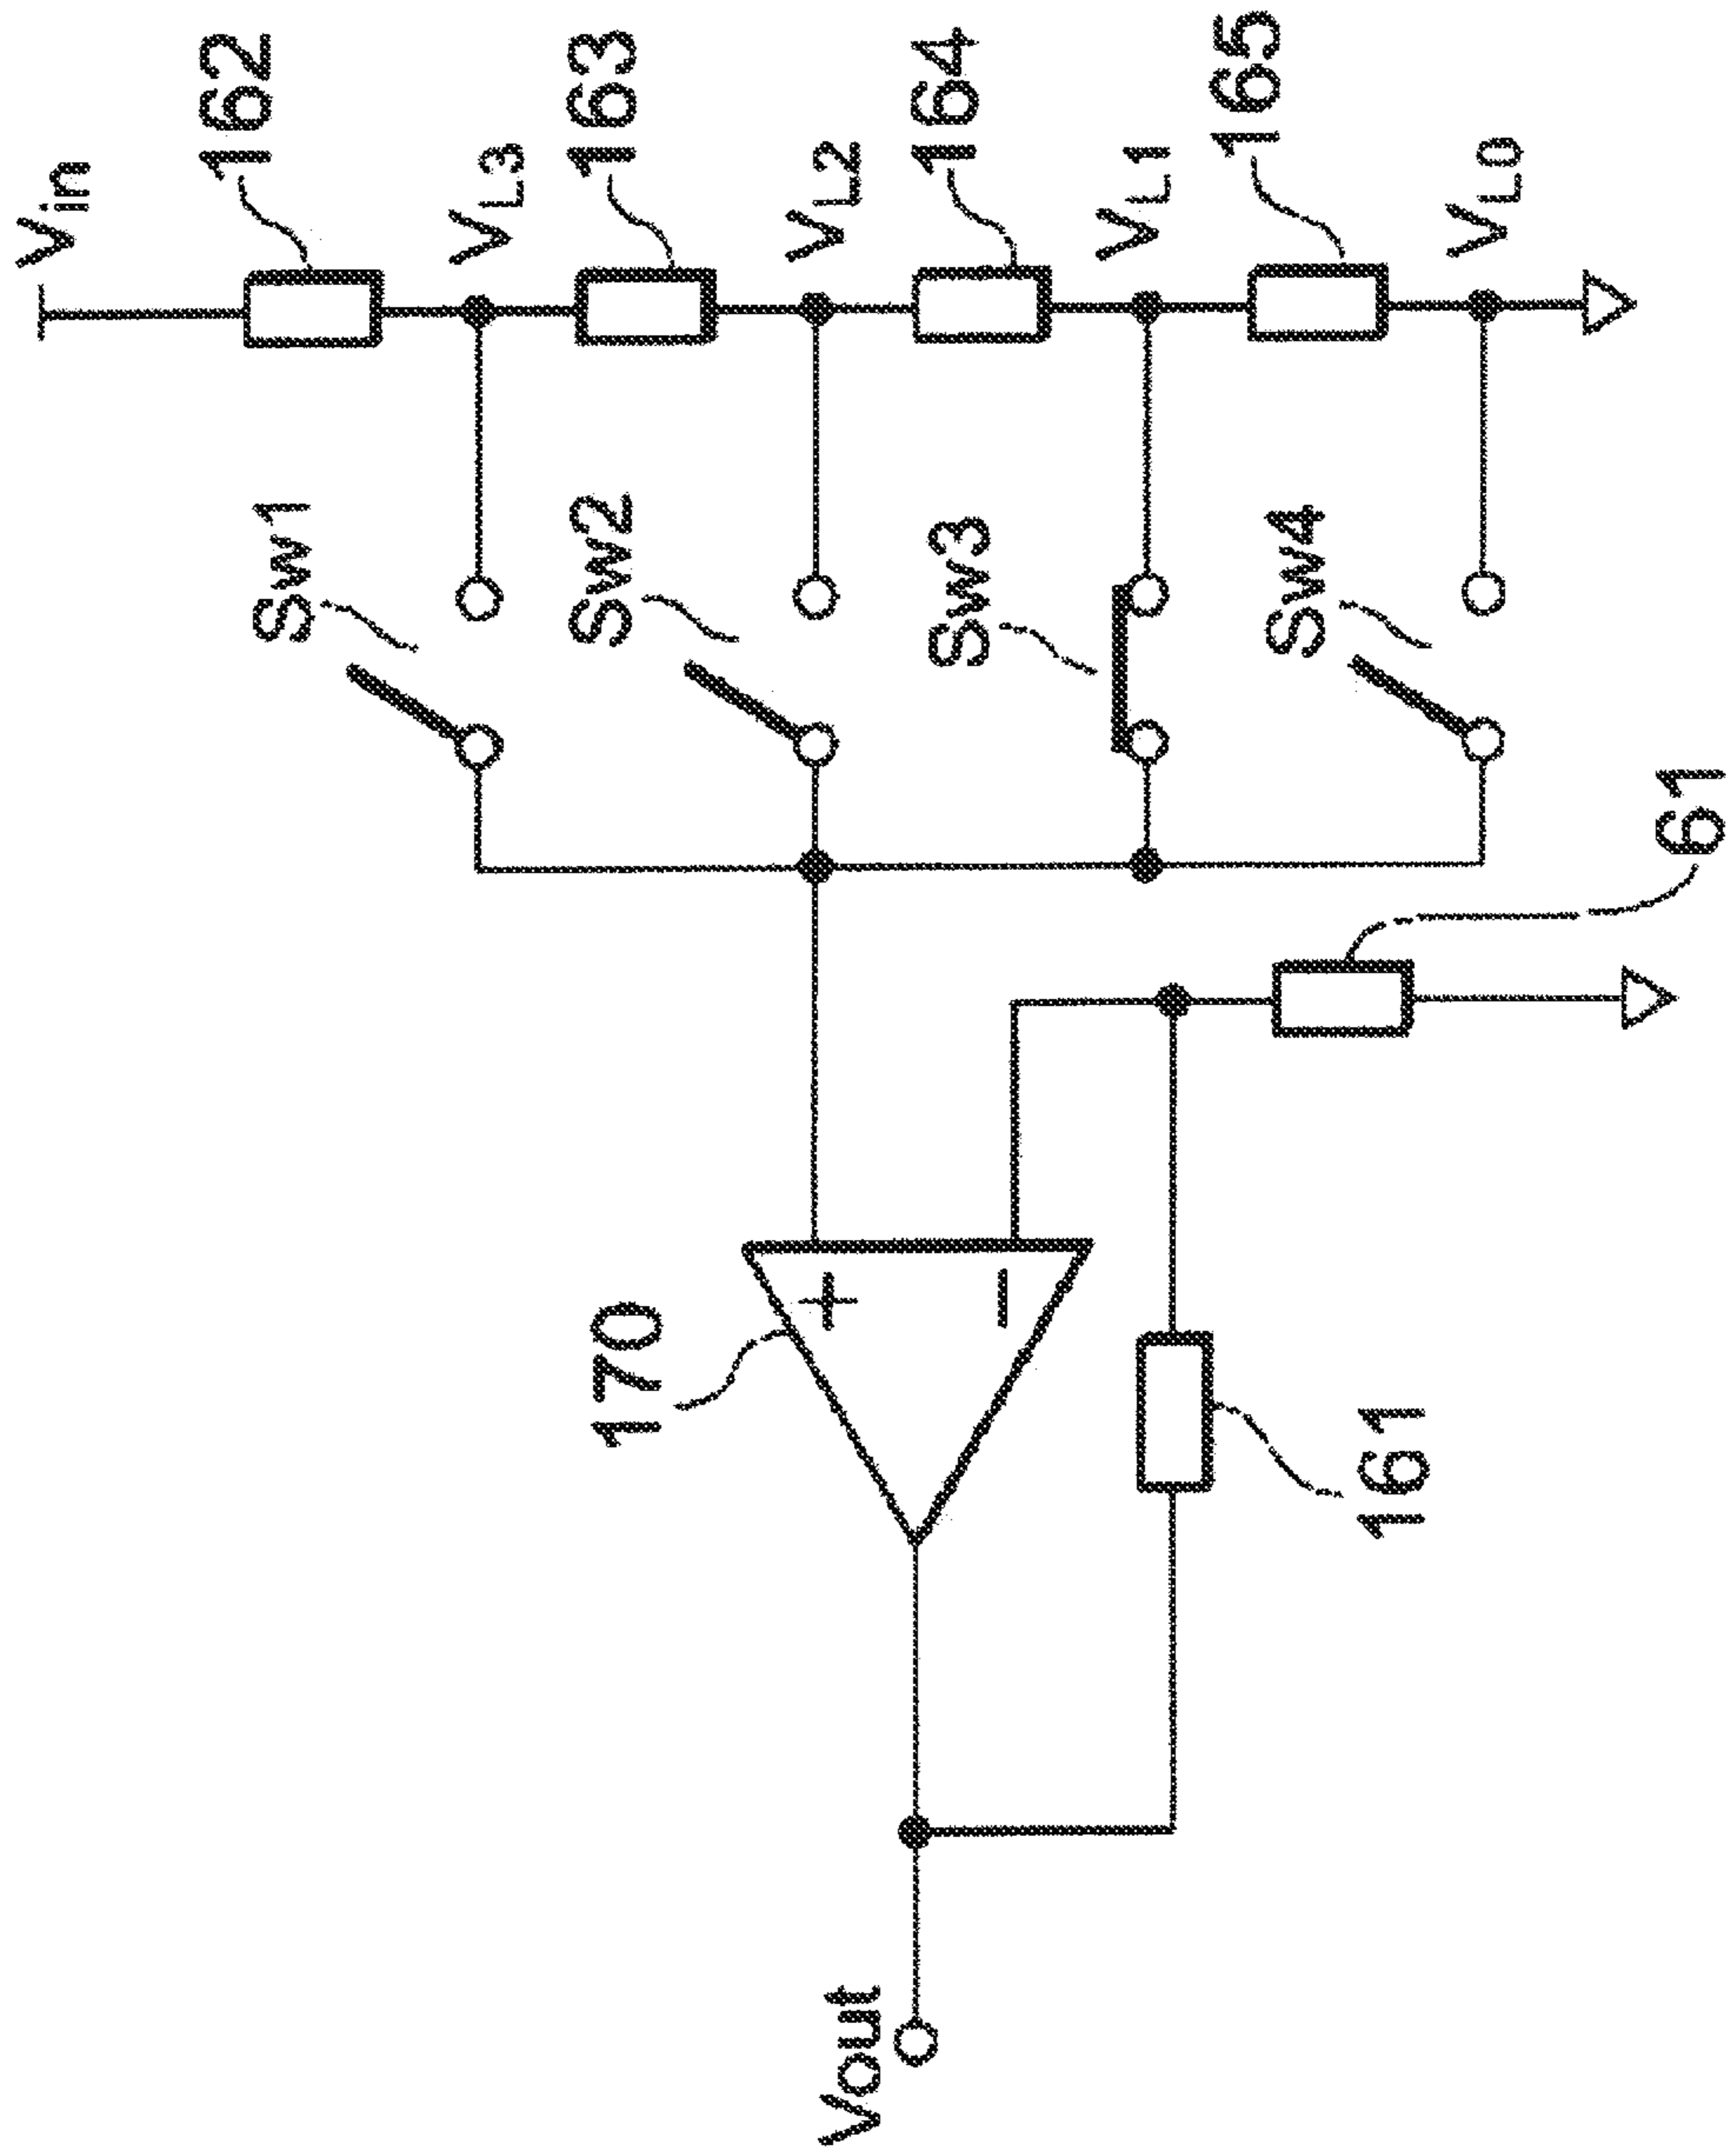 Vin
162
VL3
163
VL2
164
VL1
165
VL0
Sw1
Sw2
Sw3
Sw4
61
170
+
−
161
Vout